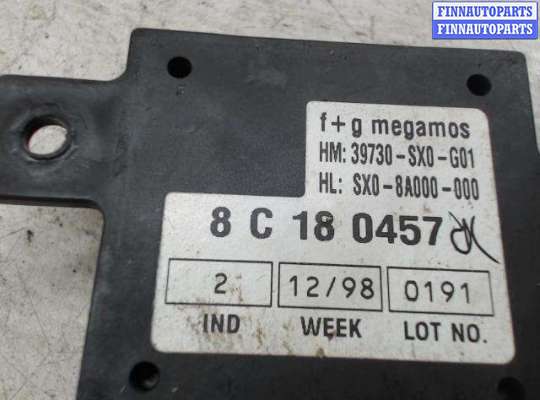 FINNAUTOPARTS
FINNAUTOPARTS
f+g megamos
HM: 39730-SX0-G01
HL: SX0-8A000-000
8 C 18 0457
2 12/98 0191
IND WEEK LOT NO.